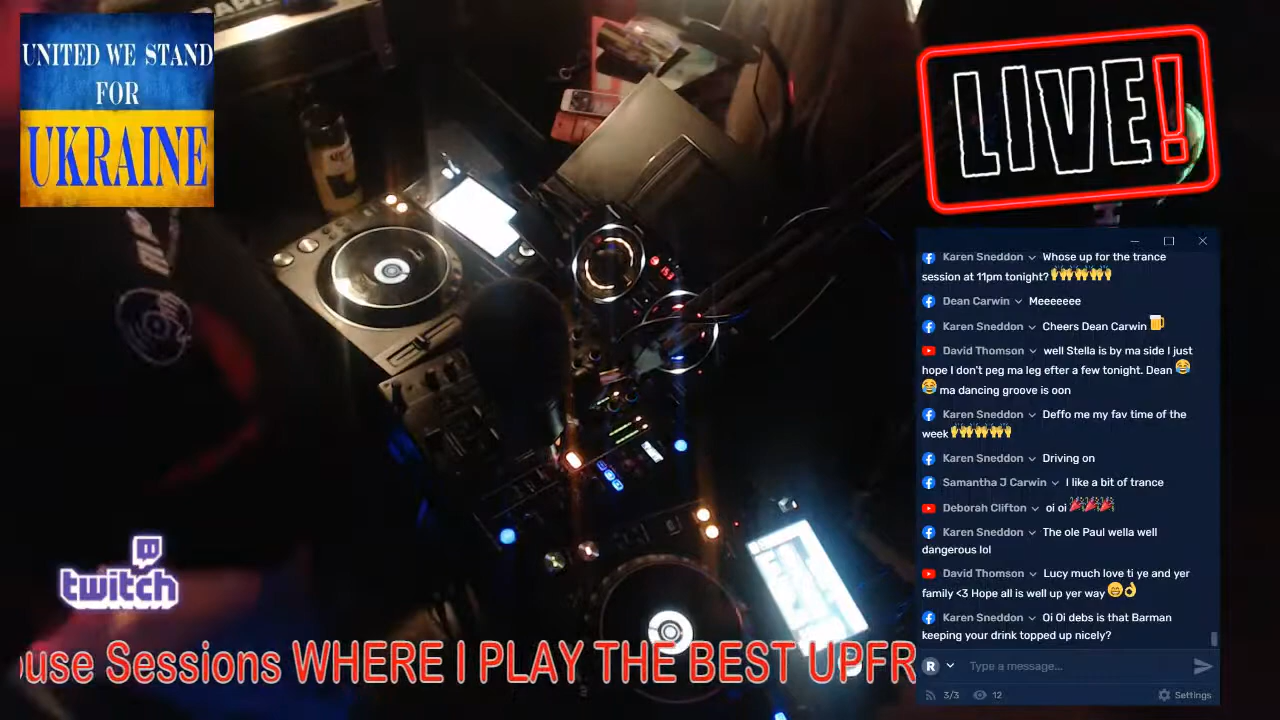 UNITED WE STAND
FOR
UKRAINE
LIVE!
Karen Sneddon Whose up for the trance
session at 11pm tonight? 🙌🙌🙌🙌🙌
Dean Carwin Meeeeeee
Karen Sneddon Cheers Dean Carwin 🍺
David Thomson well Stella is by ma side I just
hope I don't peg ma leg efter a few tonight. Dean 😂
😂 ma dancing groove is oon
Karen Sneddon Deffo me my fav time of the
week 🙌🙌🙌🙌🙌
Karen Sneddon Driving on
Samantha J Carwin I like a bit of trance
Deborah Clifton oi oi 🎉🎉🎉
Karen Sneddon The ole Paul wella well
dangerous lol
David Thomson Lucy much love ti ye and yer
family <3 Hope all is well up yer way 😁👌
Karen Sneddon Oi Oi debs is that Barman
keeping your drink topped up nicely?
R Type a message...
3/3 12 Settings
twitch
ouse Sessions WHERE I PLAY THE BEST UPFR